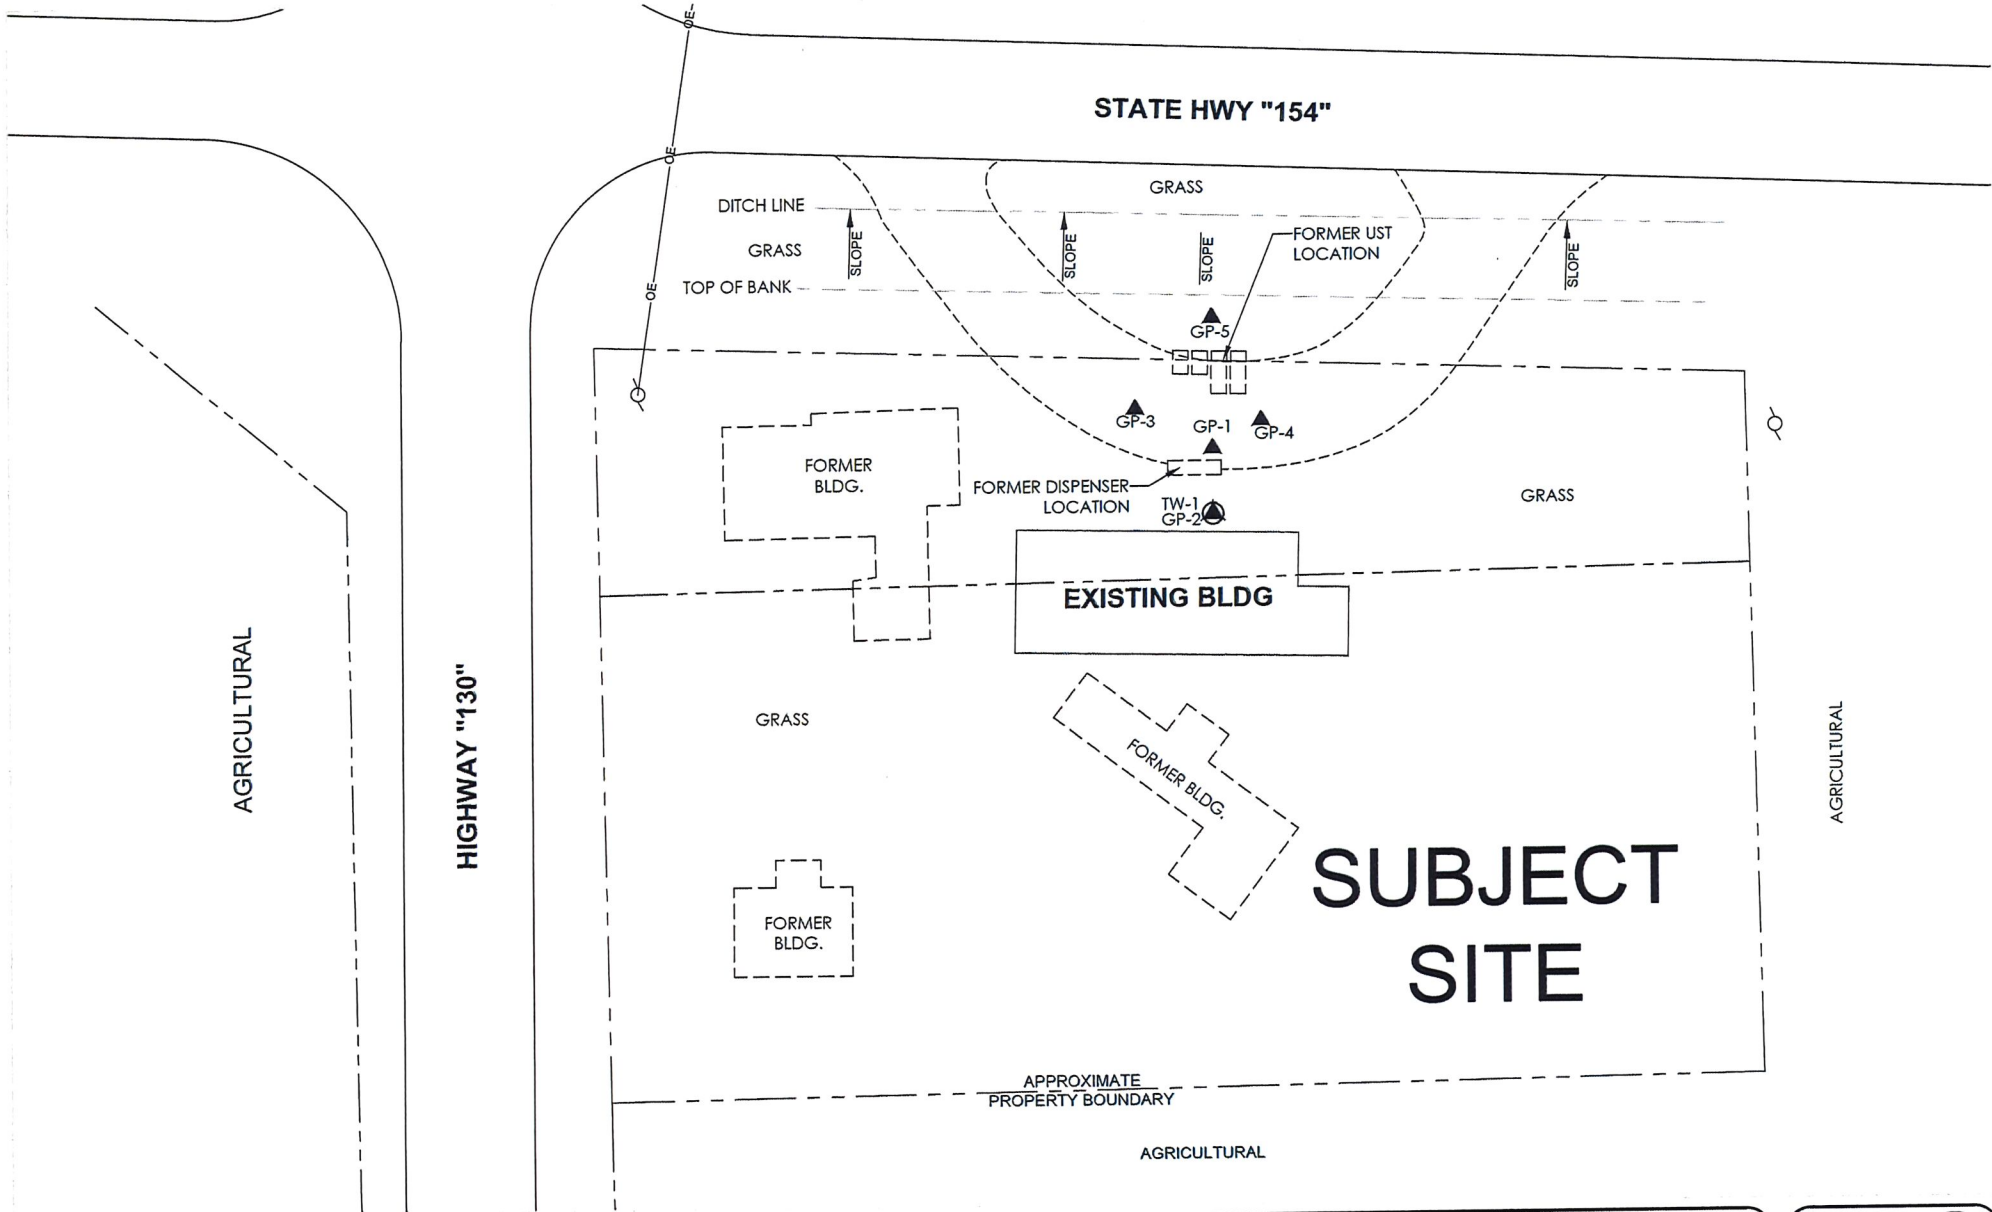 OE
STATE HWY "154"
OE
GRASS
DITCH LINE
FORMER UST
LOCATION
GRASS
SLOPE
SLOPE
SLOPE
SLOPE
TOP OF BANK
OE
GP-5
GP-3
GP-1
GP-4
FORMER
BLDG.
FORMER DISPENSER
LOCATION
TW-1
GP-2
GRASS
EXISTING BLDG
AGRICULTURAL
HIGHWAY "130"
GRASS
FORMER BLDG.
AGRICULTURAL
SUBJECT
SITE
FORMER
BLDG.
APPROXIMATE
PROPERTY BOUNDARY
AGRICULTURAL